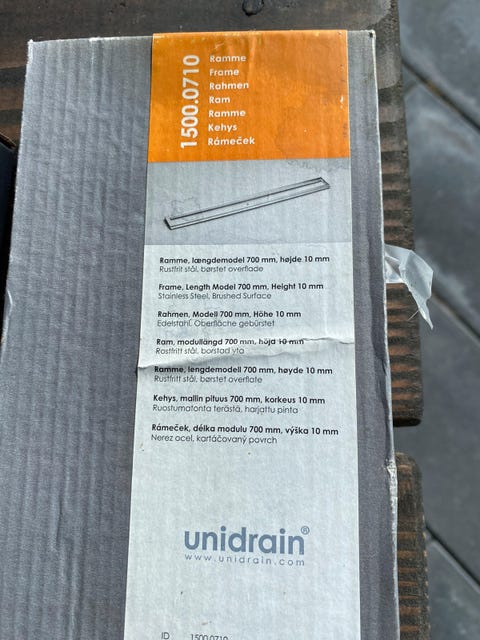 1500.0710
Ramme
Frame
Rahmen
Ram
Ramme
Kehys
Rámeček
Ramme, længdemodel 700 mm, højde 10 mm
Rustfrit stål, børstet overflade
Frame, Length Model 700 mm, Height 10 mm
Stainless Steel, Brushed Surface
Rahmen, Modell 700 mm, Höhe 10 mm
Edelstahl, Oberfläche gebürstet
Ram, modullängd 700 mm, höjd 10 mm
Rostfritt stål, borstad yta
Ramme, lengdemodell 700 mm, høyde 10 mm
Rustfritt stål, børstet overflate
Kehys, mallin pituus 700 mm, korkeus 10 mm
Ruostumatonta terästä, harjattu pinta
Rámeček, délka modulu 700 mm, výška 10 mm
Nerez ocel, kartáčovaný povrch
unidrain®
www.unidrain.com
ID 1500.0710